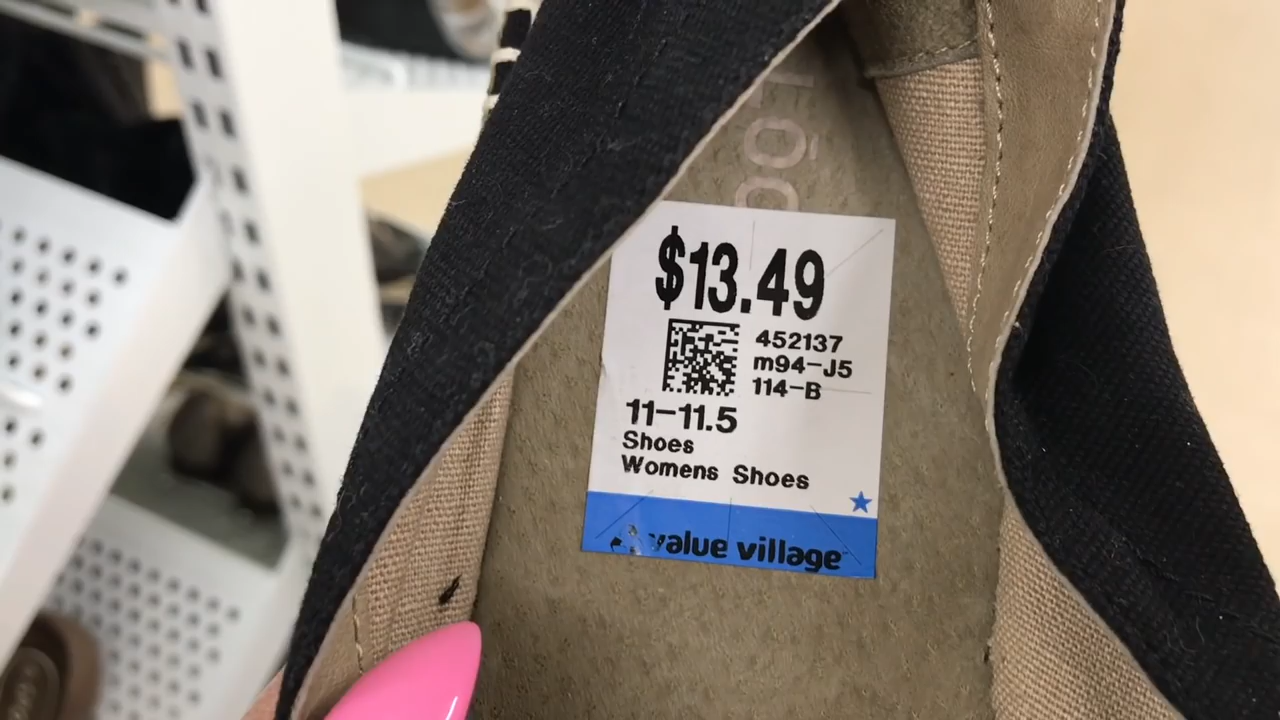 $13.49
452137
m94-J5
114-B
11-11.5
Shoes
Womens Shoes
value village